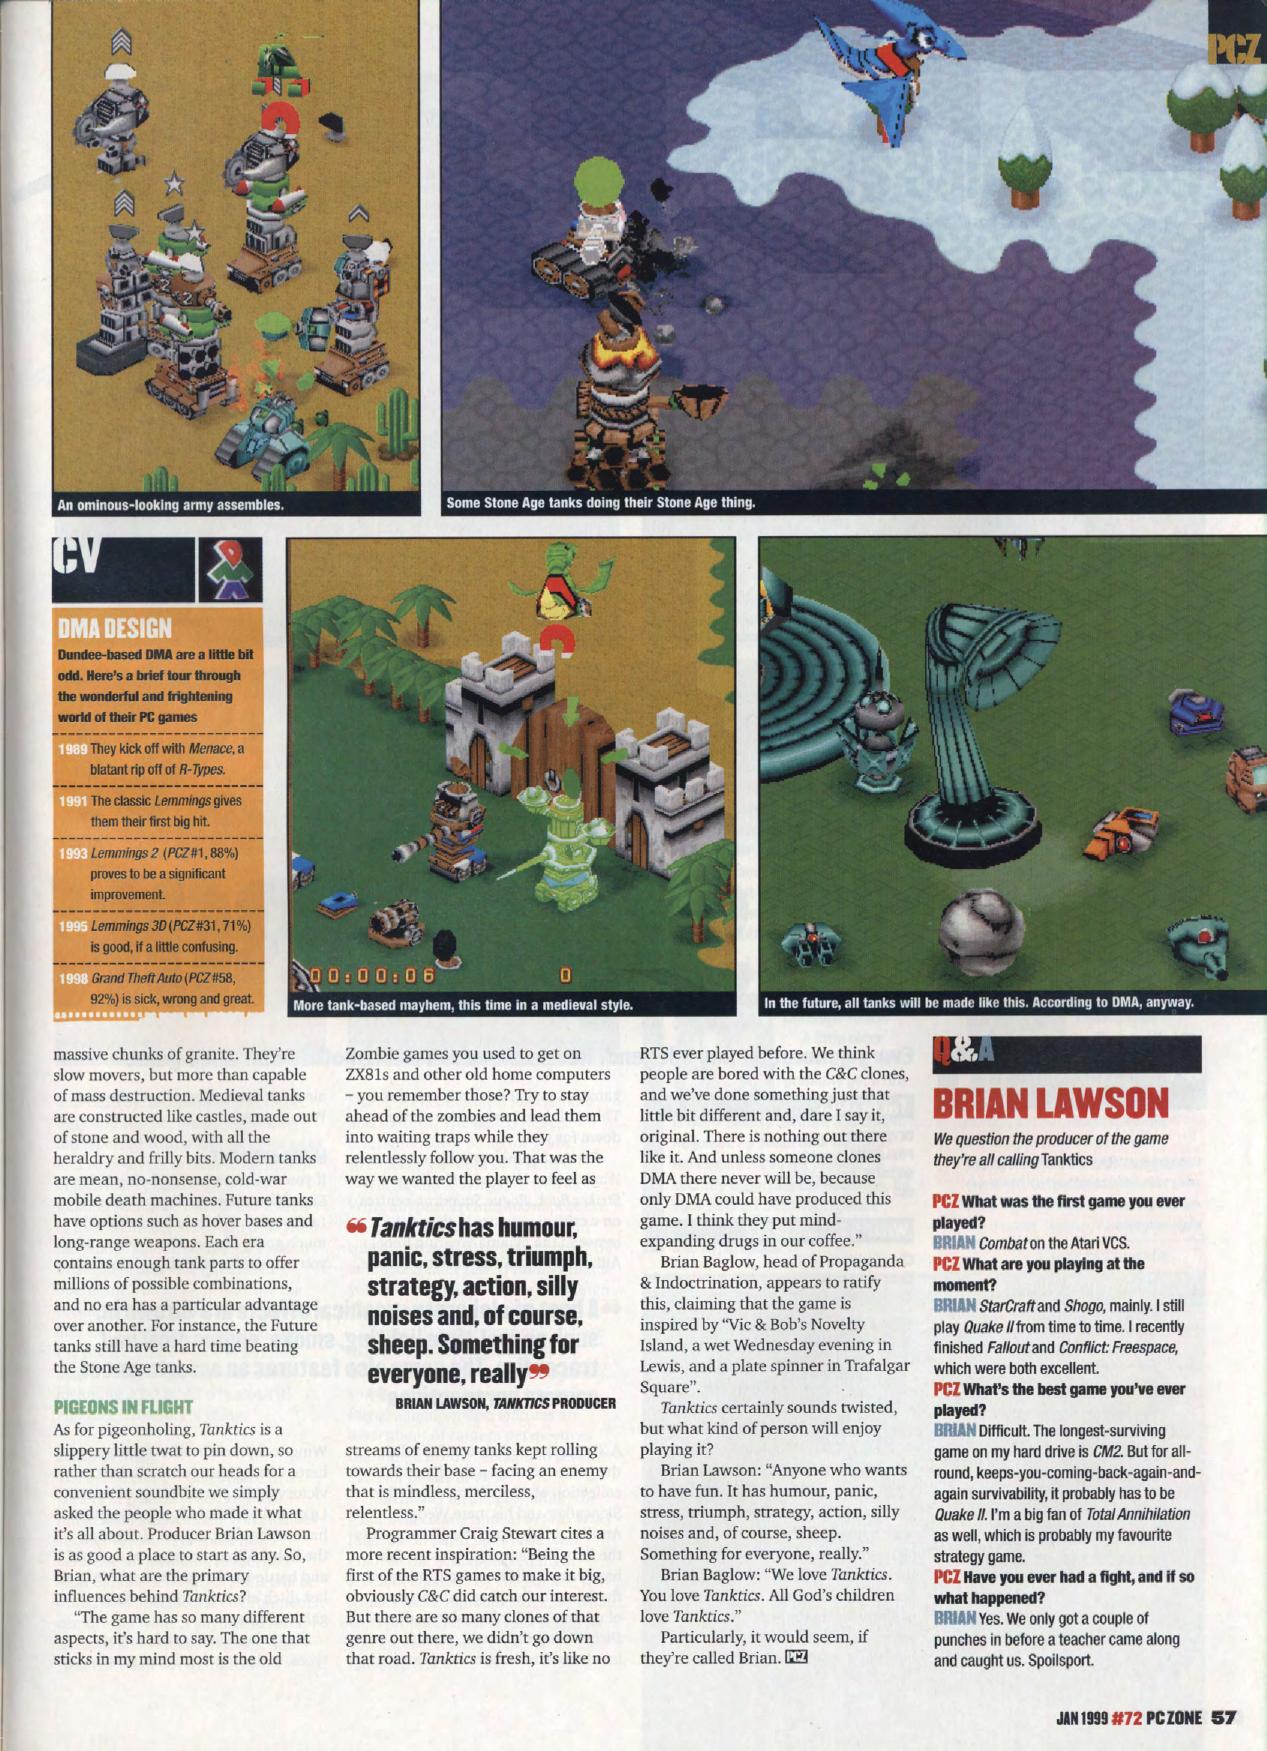 PCZ
An ominous-looking army assembles.
Some Stone Age tanks doing their Stone Age thing.
CV
DMA DESIGN
Dundee-based DMA are a little bit
odd. Here's a brief tour through
the wonderful and frightening
world of their PC games
1989 They kick off with Menace, a
blatant rip off of R-Types.
1991 The classic Lemmings gives
them their first big hit.
1993 Lemmings 2 (PCZ #1, 88%)
proves to be a significant
improvement.
1995 Lemmings 3D (PCZ #31, 71%)
is good, if a little confusing.
1998 Grand Theft Auto (PCZ #58,
92%) is sick, wrong and great.
00:00:06
0
More tank-based mayhem, this time in a medieval style.
In the future, all tanks will be made like this. According to DMA, anyway.
massive chunks of granite. They're
slow movers, but more than capable
of mass destruction. Medieval tanks
are constructed like castles, made out
of stone and wood, with all the
heraldry and frilly bits. Modern tanks
are mean, no-nonsense, cold-war
mobile death machines. Future tanks
have options such as hover bases and
long-range weapons. Each era
contains enough tank parts to offer
millions of possible combinations,
and no era has a particular advantage
over another. For instance, the Future
tanks still have a hard time beating
the Stone Age tanks.
PIGEONS IN FLIGHT
As for pigeonholing, Tanktics is a
slippery little twat to pin down, so
rather than scratch our heads for a
convenient soundbite we simply
asked the people who made it what
it's all about. Producer Brian Lawson
is as good a place to start as any. So,
Brian, what are the primary
influences behind Tanktics?
"The game has so many different
aspects, it's hard to say. The one that
sticks in my mind most is the old
Zombie games you used to get on
ZX81s and other old home computers
– you remember those? Try to stay
ahead of the zombies and lead them
into waiting traps while they
relentlessly follow you. That was the
way we wanted the player to feel as
“Tanktics has humour,
panic, stress, triumph,
strategy, action, silly
noises and, of course,
sheep. Something for
everyone, really”
BRIAN LAWSON, TANKTICS PRODUCER
streams of enemy tanks kept rolling
towards their base – facing an enemy
that is mindless, merciless,
relentless."
Programmer Craig Stewart cites a
more recent inspiration: "Being the
first of the RTS games to make it big,
obviously C&C did catch our interest.
But there are so many clones of that
genre out there, we didn't go down
that road. Tanktics is fresh, it's like no
RTS ever played before. We think
people are bored with the C&C clones,
and we've done something just that
little bit different and, dare I say it,
original. There is nothing out there
like it. And unless someone clones
DMA there never will be, because
only DMA could have produced this
game. I think they put mind-
expanding drugs in our coffee."
Brian Baglow, head of Propaganda
& Indoctrination, appears to ratify
this, claiming that the game is
inspired by "Vic & Bob's Novelty
Island, a wet Wednesday evening in
Lewis, and a plate spinner in Trafalgar
Square".
Tanktics certainly sounds twisted,
but what kind of person will enjoy
playing it?
Brian Lawson: "Anyone who wants
to have fun. It has humour, panic,
stress, triumph, strategy, action, silly
noises and, of course, sheep.
Something for everyone, really."
Brian Baglow: "We love Tanktics.
You love Tanktics. All God's children
love Tanktics."
Particularly, it would seem, if
they're called Brian. PCZ
Q&A
BRIAN LAWSON
We question the producer of the game
they're all calling Tanktics
PCZ What was the first game you ever
played?
BRIAN Combat on the Atari VCS.
PCZ What are you playing at the
moment?
BRIAN StarCraft and Shogo, mainly. I still
play Quake II from time to time. I recently
finished Fallout and Conflict: Freespace,
which were both excellent.
PCZ What's the best game you've ever
played?
BRIAN Difficult. The longest-surviving
game on my hard drive is CM2. But for all-
round, keeps-you-coming-back-again-and-
again survivability, it probably has to be
Quake II. I'm a big fan of Total Annihilation
as well, which is probably my favourite
strategy game.
PCZ Have you ever had a fight, and if so
what happened?
BRIAN Yes. We only got a couple of
punches in before a teacher came along
and caught us. Spoilsport.
JAN 1999 #72 PC ZONE 57